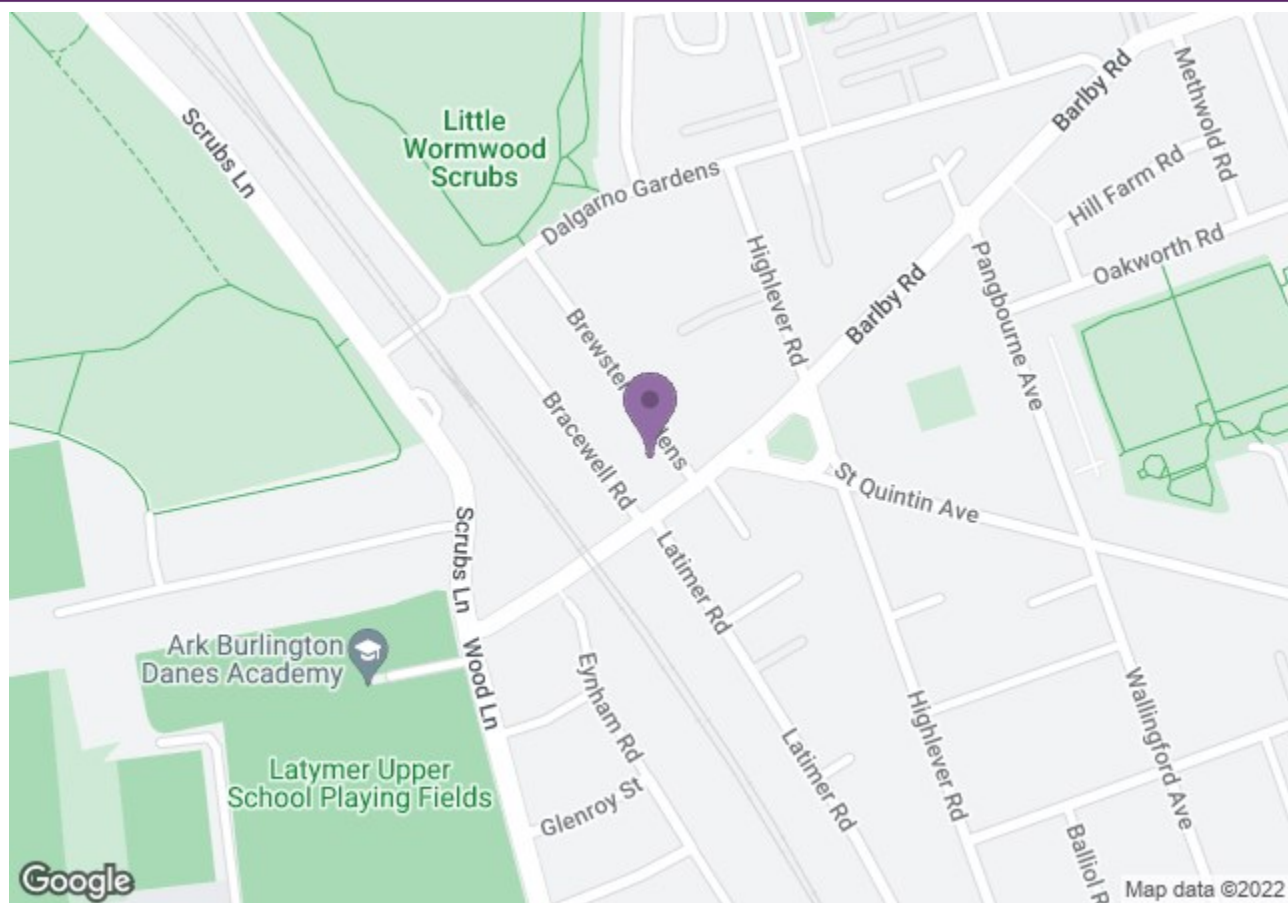 Scrubs Ln
Little
Wormwood
Scrubs
Dalgarno Gardens
Barlby Rd
Methwold Rd
Hill Farm Rd
Oakworth Rd
Highlever Rd
Barlby Rd
Pangbourne Ave
Brewster
ens
Bracewell Rd
St Quintin Ave
Scrubs Ln
Latimer Rd
Ark Burlington
Danes Academy
Wood Ln
Eynham Rd
Highlever Rd
Wallingford Ave
Latymer Upper
School Playing Fields
Latimer Rd
Glenroy St
Balliol R
Google
Map data ©2022